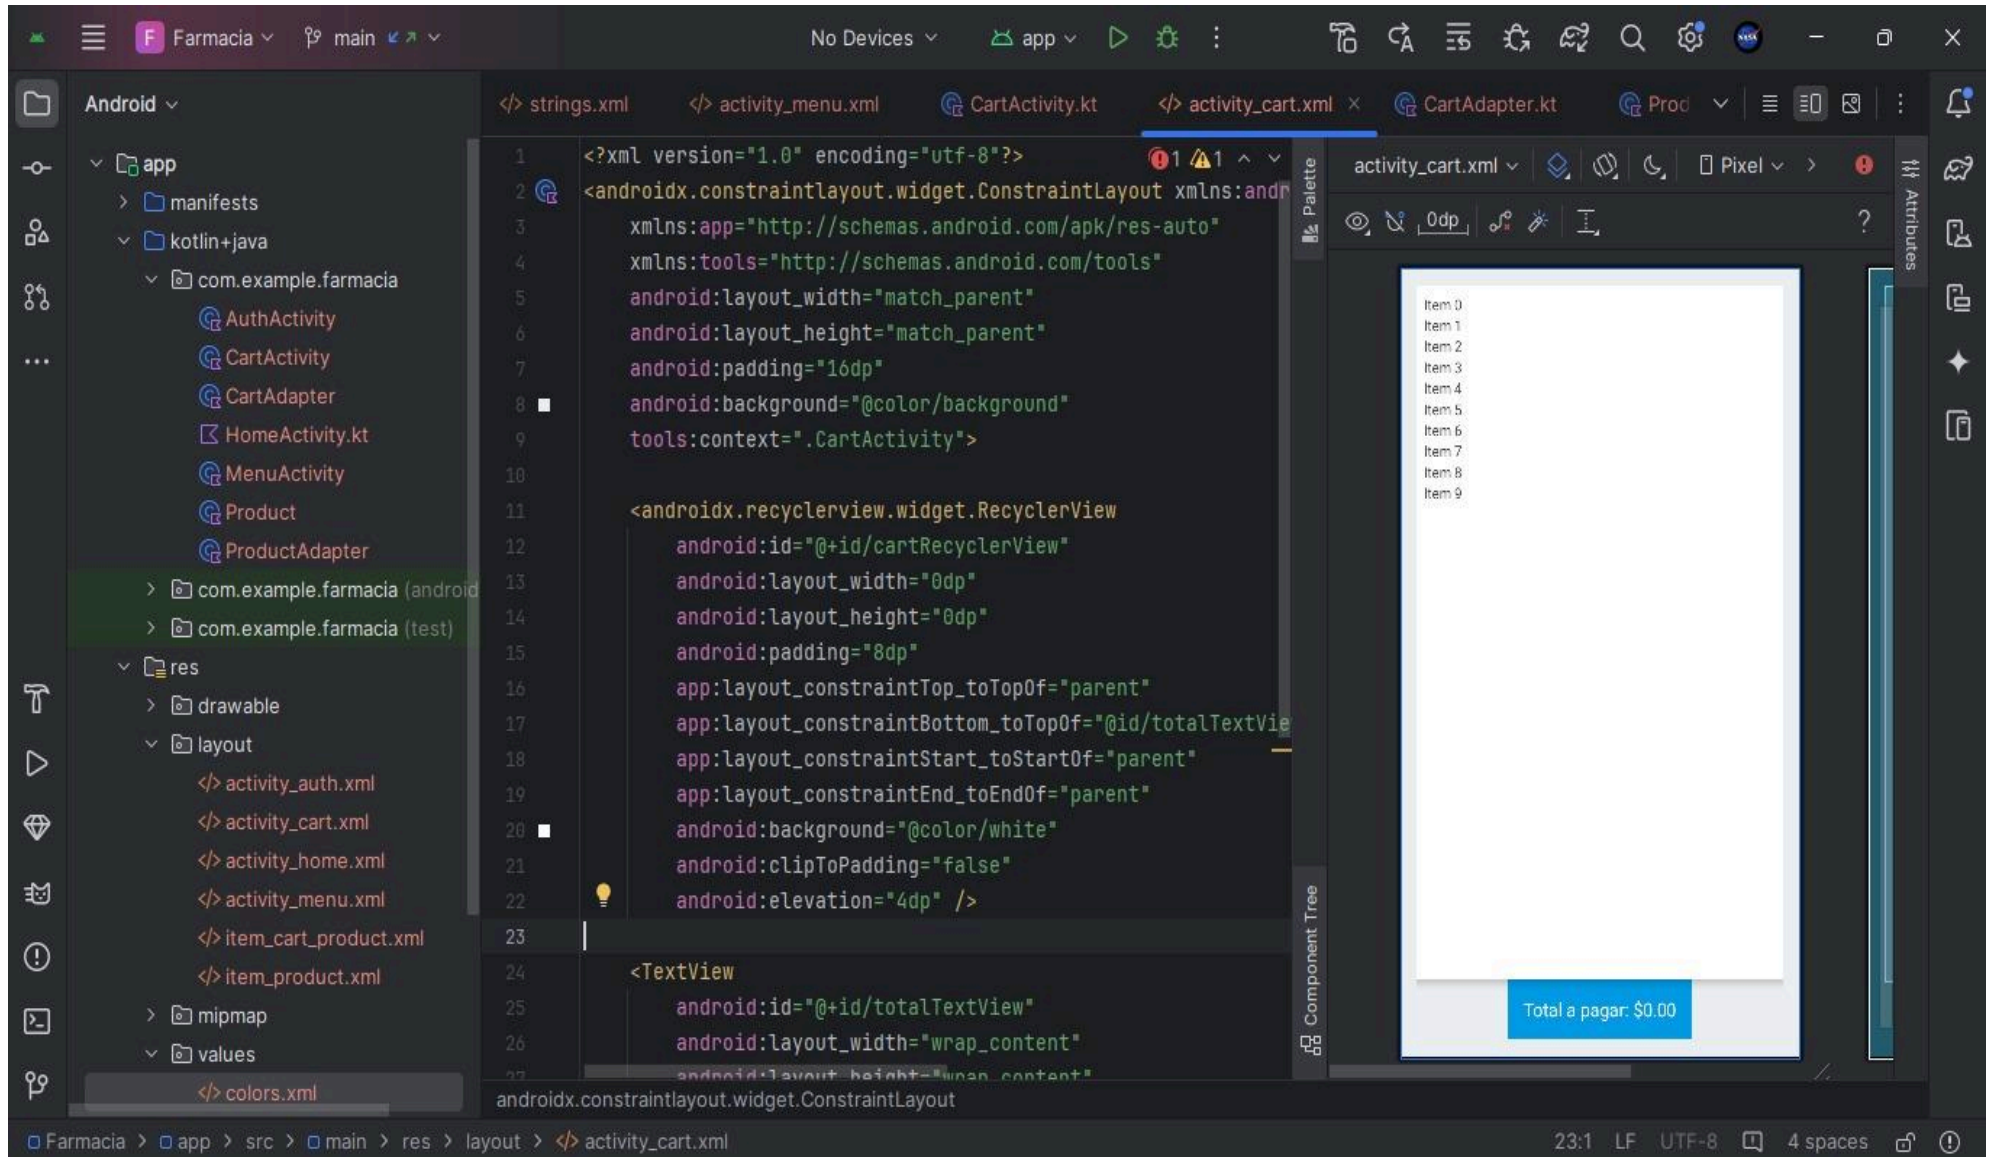 F Farmacia main No Devices app
Android
app
manifests
kotlin+java
com.example.farmacia
AuthActivity
CartActivity
CartAdapter
HomeActivity.kt
MenuActivity
Product
ProductAdapter
com.example.farmacia (android
com.example.farmacia (test)
res
drawable
layout
activity_auth.xml
activity_cart.xml
activity_home.xml
activity_menu.xml
item_cart_product.xml
item_product.xml
mipmap
values
colors.xml
strings.xml activity_menu.xml CartActivity.kt activity_cart.xml CartAdapter.kt Prod
1 1
1 <?xml version="1.0" encoding="utf-8"?>
2 <androidx.constraintlayout.widget.ConstraintLayout xmlns:andr
3 xmlns:app="http://schemas.android.com/apk/res-auto"
4 xmlns:tools="http://schemas.android.com/tools"
5 android:layout_width="match_parent"
6 android:layout_height="match_parent"
7 android:padding="16dp"
8 android:background="@color/background"
9 tools:context=".CartActivity">
10
11 <androidx.recyclerview.widget.RecyclerView
12 android:id="@+id/cartRecyclerView"
13 android:layout_width="0dp"
14 android:layout_height="0dp"
15 android:padding="8dp"
16 app:layout_constraintTop_toTopOf="parent"
17 app:layout_constraintBottom_toTopOf="@id/totalTextVie
18 app:layout_constraintStart_toStartOf="parent"
19 app:layout_constraintEnd_toEndOf="parent"
20 android:background="@color/white"
21 android:clipToPadding="false"
22 android:elevation="4dp" />
23
24 <TextView
25 android:id="@+id/totalTextView"
26 android:layout_width="wrap_content"
27 android:layout_height="wrap_content"
androidx.constraintlayout.widget.ConstraintLayout
Palette
Component Tree
activity_cart.xml Pixel
0dp ?
Attributes
Item 0
Item 1
Item 2
Item 3
Item 4
Item 5
Item 6
Item 7
Item 8
Item 9
Total a pagar: $0.00
Farmacia > app > src > main > res > layout > activity_cart.xml
23:1 LF UTF-8 4 spaces